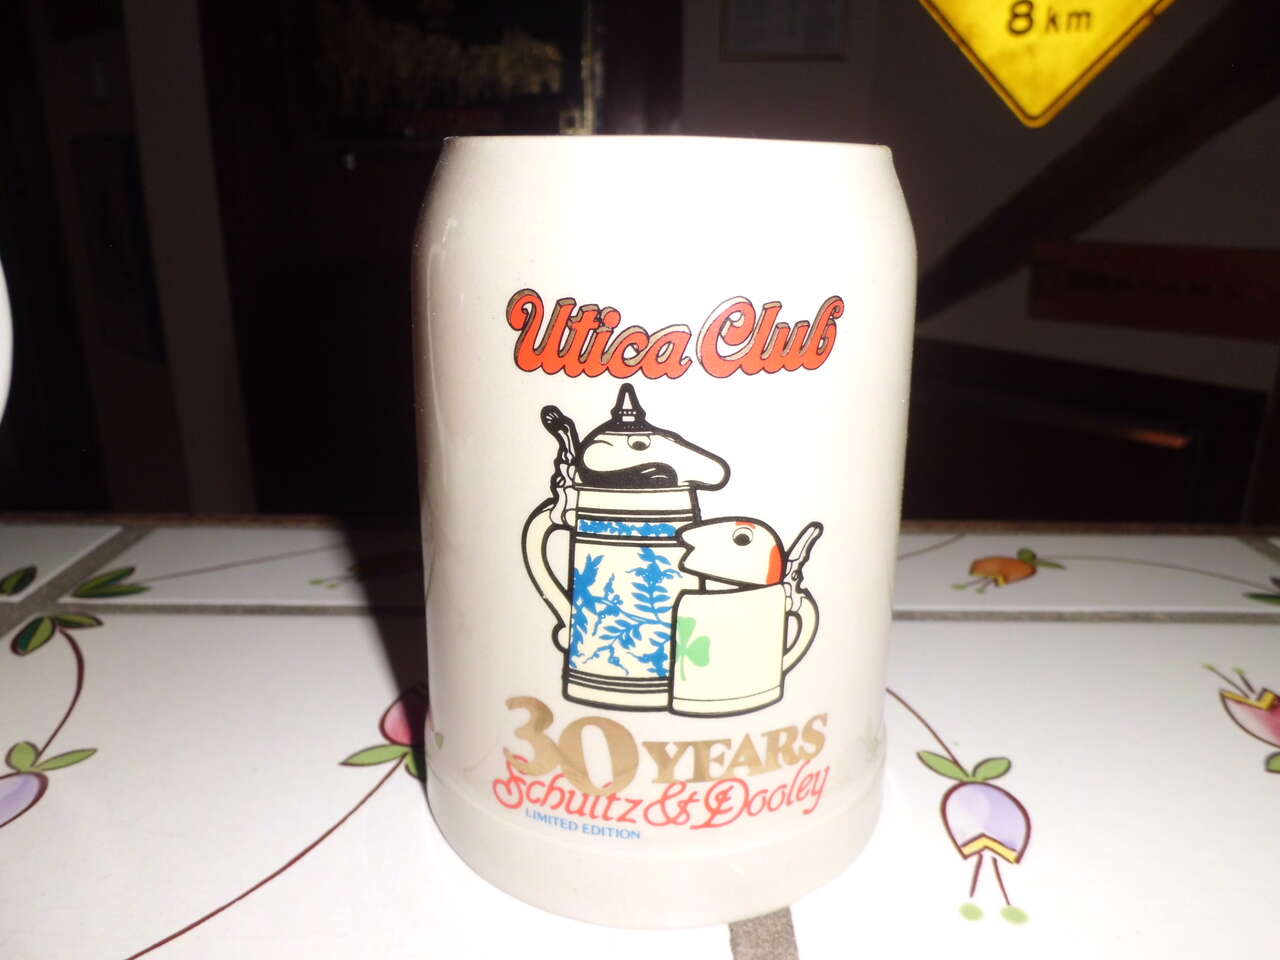 8 km
Utica Club
30 YEARS
Schultz & Dooley
LIMITED EDITION